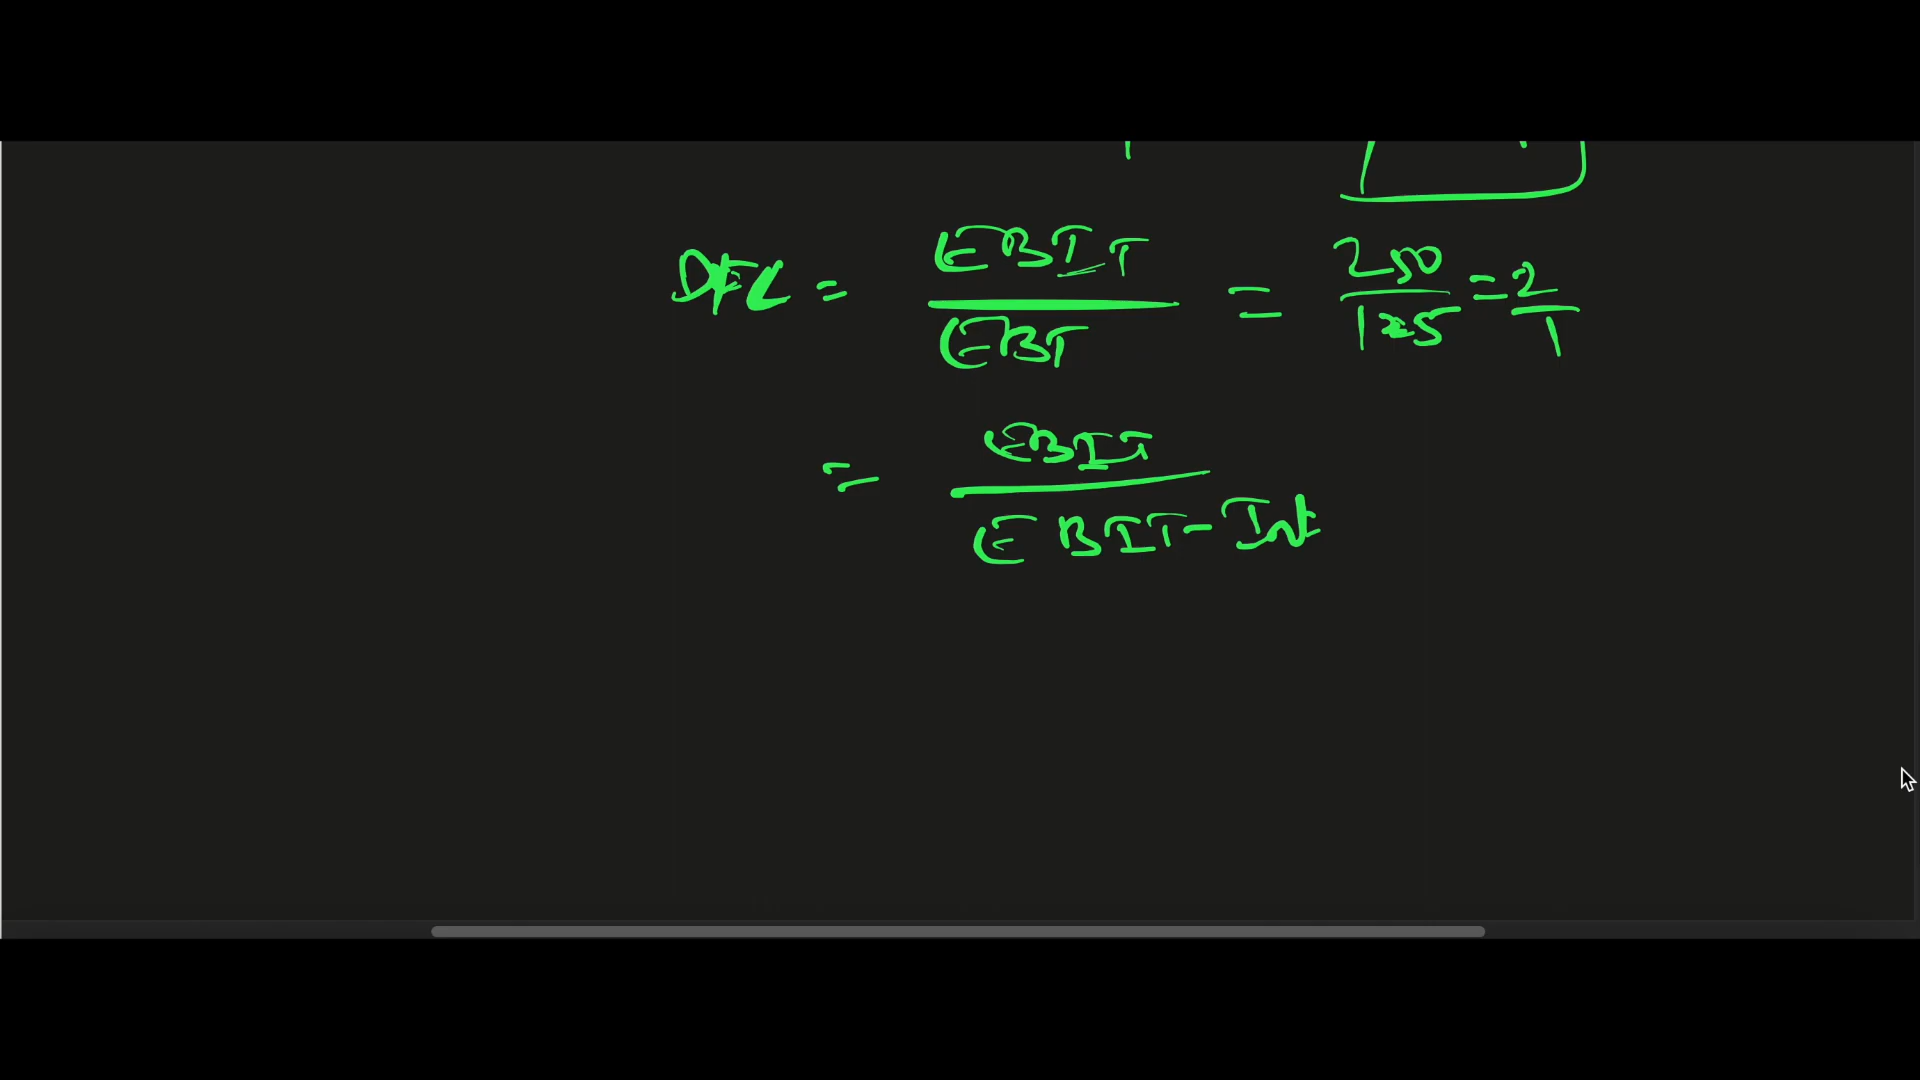 DFL = EBIT / EBT = 250 / 125 = 2 / 1
= EBIT / EBIT - Int